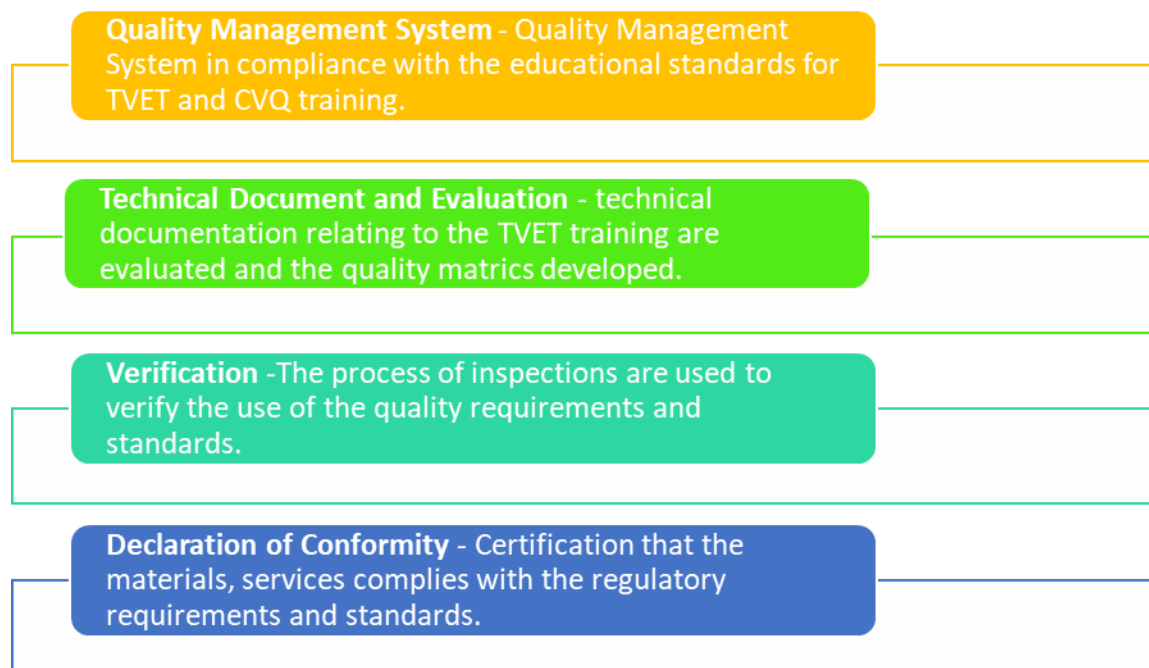 Quality Management System - Quality Management
System in compliance with the educational standards for
TVET and CVQ training.
Technical Document and Evaluation - technical
documentation relating to the TVET training are
evaluated and the quality matrics developed.
Verification -The process of inspections are used to
verify the use of the quality requirements and
standards.
Declaration of Conformity - Certification that the
materials, services complies with the regulatory
requirements and standards.